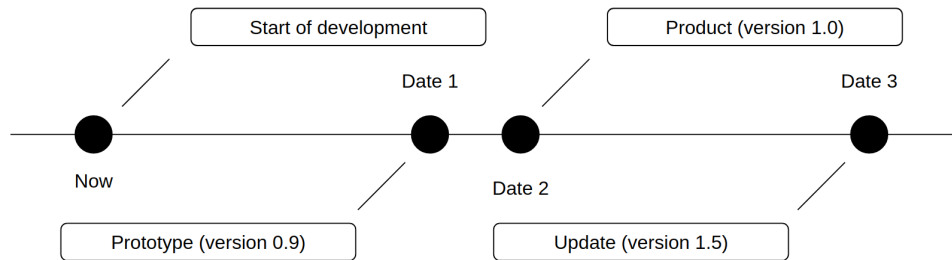 Start of development
Product (version 1.0)
Date 1
Date 3
Now
Date 2
Prototype (version 0.9)
Update (version 1.5)